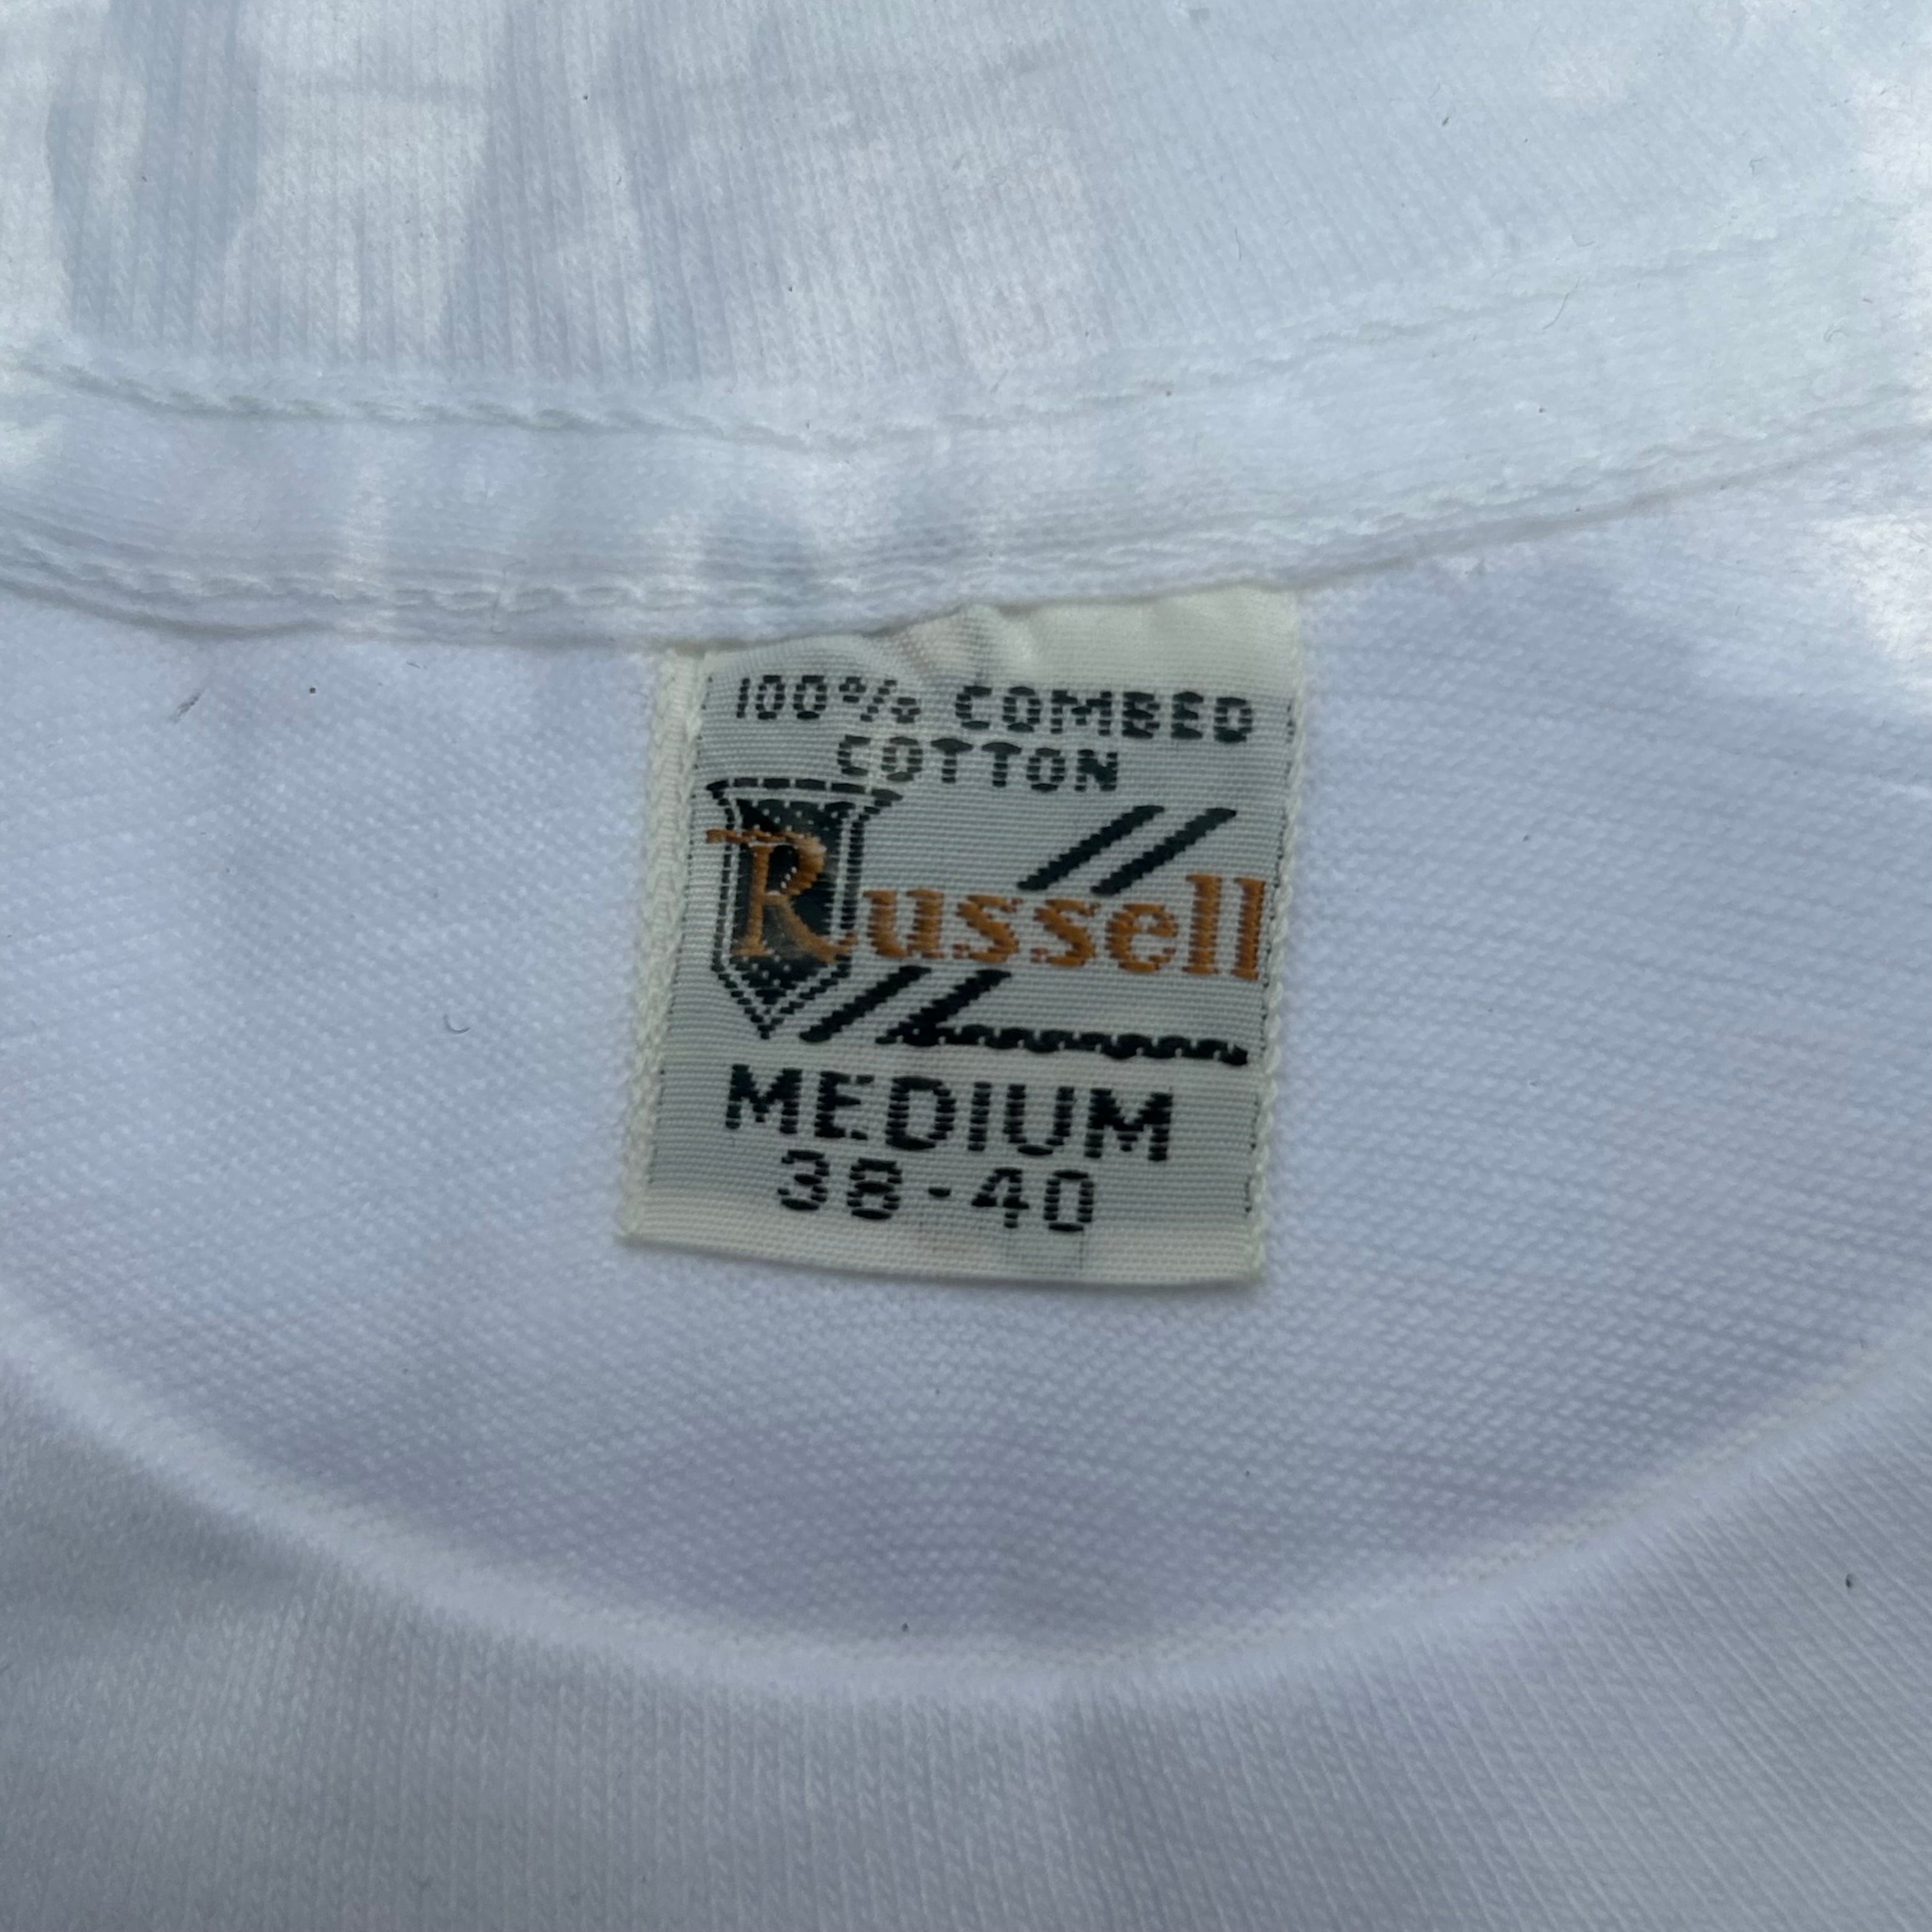 100% COMBED
COTTON
Russell
MEDIUM
38-40